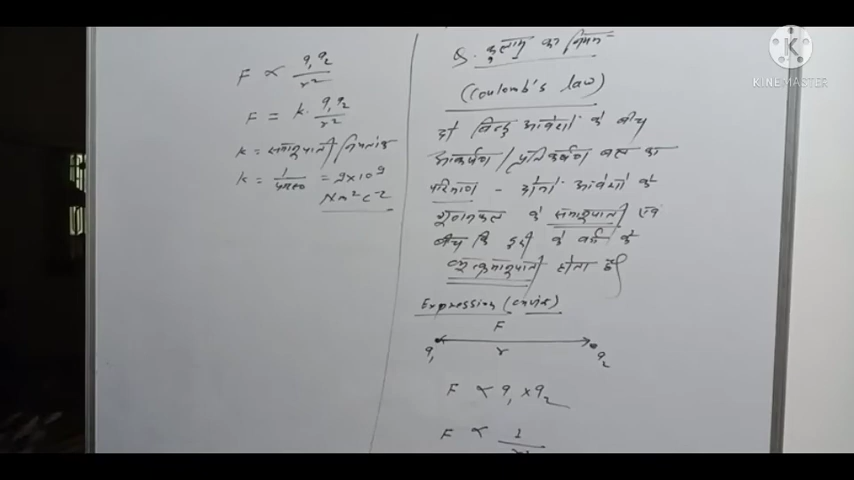 Q. कुलाम का नियम
(Coulomb's law)
दो बिन्दु आवेशों के बीच
आकर्षण/प्रतिकर्षण बल का
परिमाण - दोनों आवेशों के
गुणनफल के समानुपाती एवं
बीच कि दूरी के वर्ग के
व्युत्क्रमानुपाती होता है
Expression (व्यंजक)
F
q₁ r q₂
F ∝ q₁ × q₂
F ∝ 1/r²
F ∝ q₁q₂/r²
F = k. q₁q₂/r²
k = समानुपाती नियतांक
k = 1/4πε0 = 9×10⁹
Nm²c⁻²
KINEMASTER